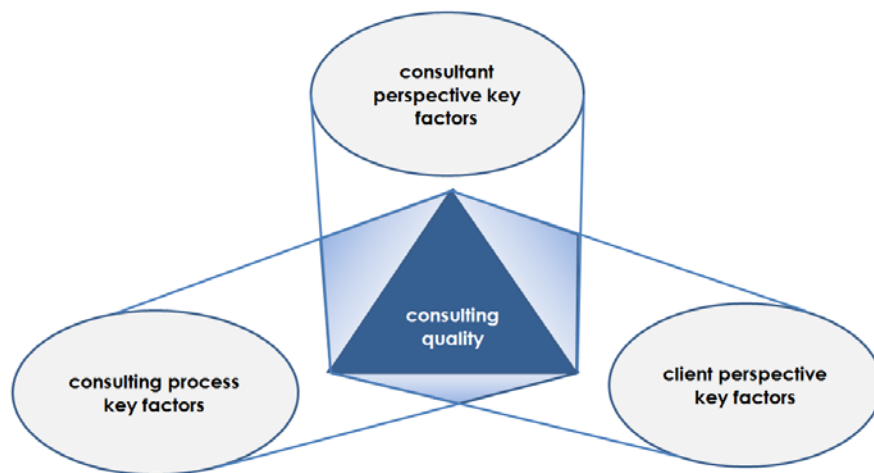 consultant
perspective key
factors
consulting
quality
consulting process
key factors
client perspective
key factors